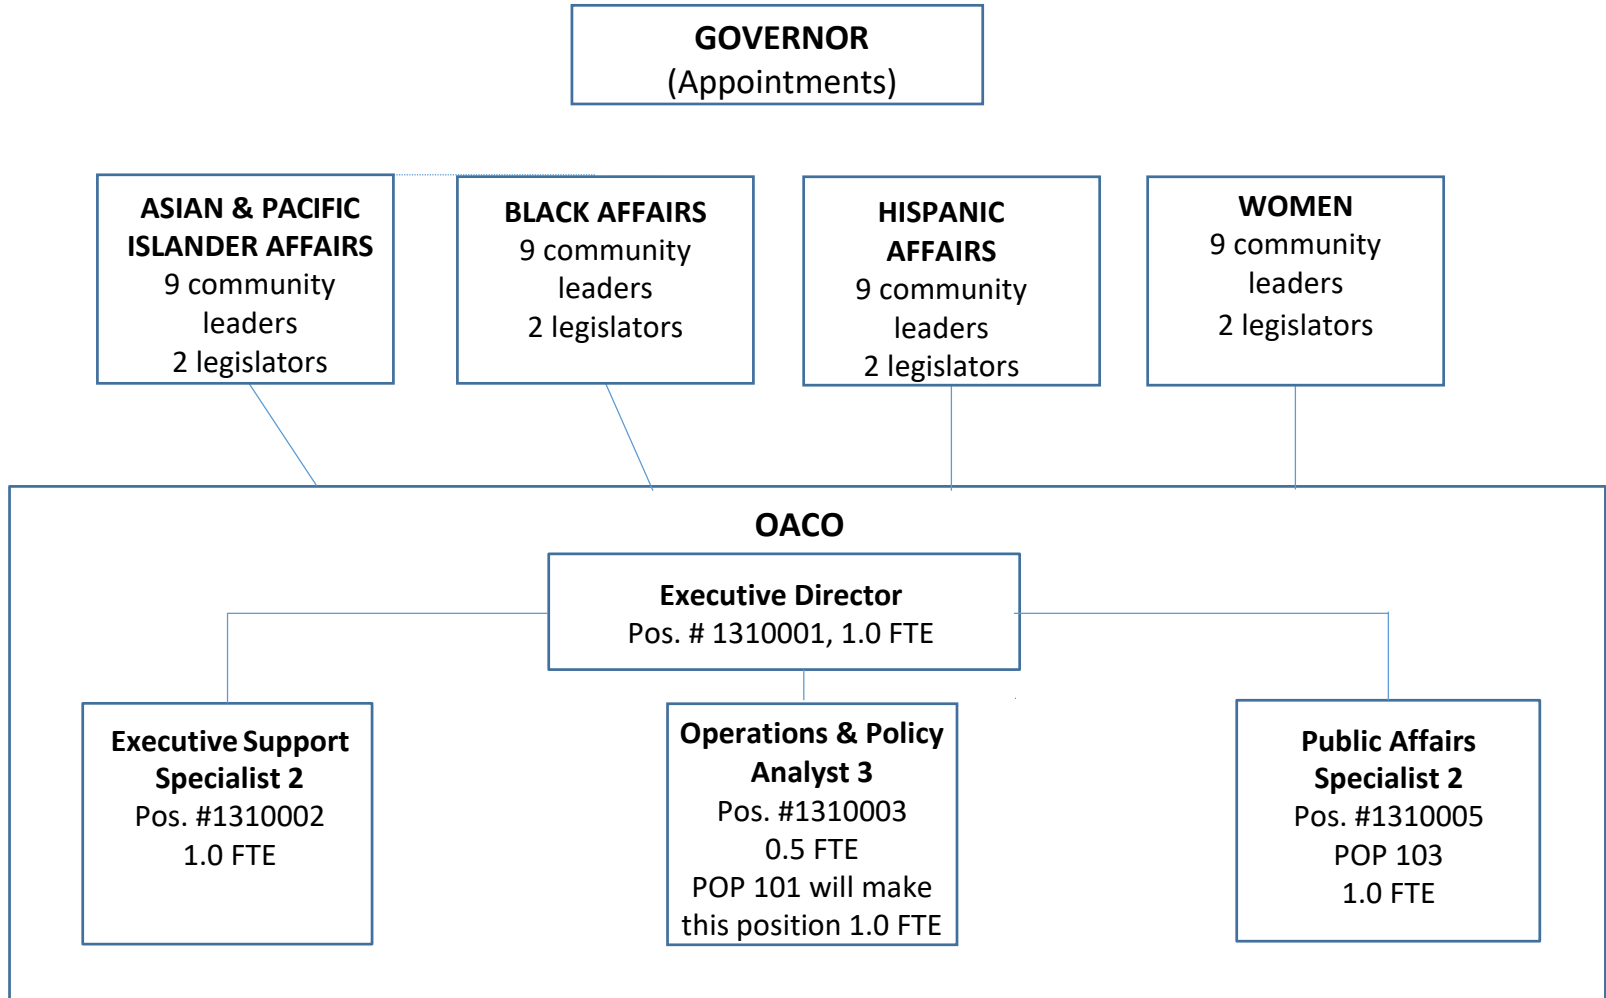 GOVERNOR
(Appointments)
ASIAN & PACIFIC
ISLANDER AFFAIRS
9 community
leaders
2 legislators
BLACK AFFAIRS
9 community
leaders
2 legislators
HISPANIC
AFFAIRS
9 community
leaders
2 legislators
WOMEN
9 community
leaders
2 legislators
OACO
Executive Director
Pos. # 1310001, 1.0 FTE
Executive Support
Specialist 2
Pos. #1310002
1.0 FTE
Operations & Policy
Analyst 3
Pos. #1310003
0.5 FTE
POP 101 will make
this position 1.0 FTE
Public Affairs
Specialist 2
Pos. #1310005
POP 103
1.0 FTE